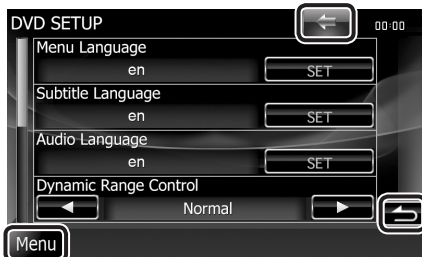 DVD SETUP
00:00
Menu Language
en
SET
Subtitle Language
en
SET
Audio Language
en
SET
Dynamic Range Control
Normal
Menu